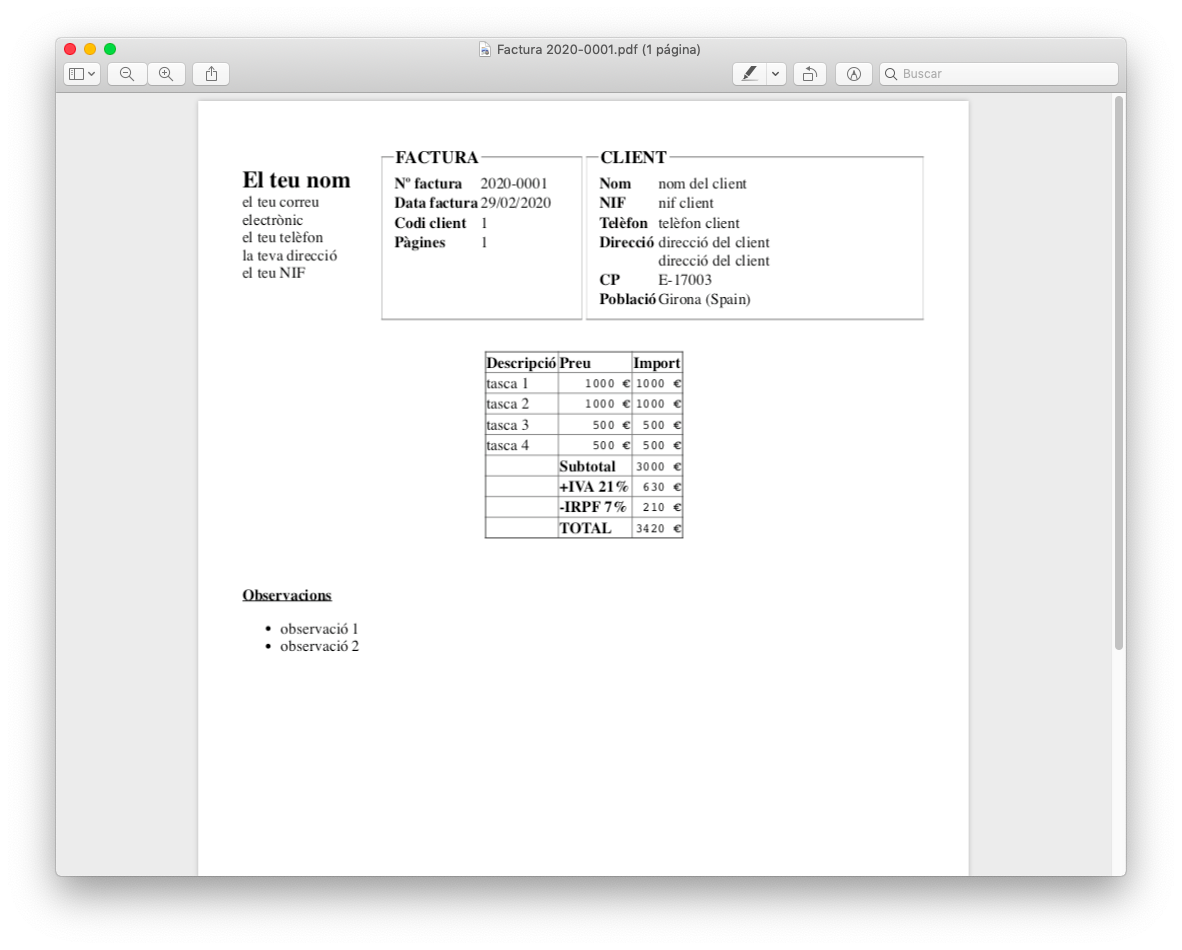 Factura 2020-0001.pdf (1 página)
Buscar
El teu nom
el teu correu
electrònic
el teu telèfon
la teva direcció
el teu NIF
FACTURA
Nº factura 2020-0001
Data factura 29/02/2020
Codi client 1
Pàgines 1
CLIENT
Nom nom del client
NIF nif client
Telèfon telèfon client
Direcció direcció del client
direcció del client
CP E-17003
Població Girona (Spain)
Descripció Preu Import
tasca 1 1000 € 1000 €
tasca 2 1000 € 1000 €
tasca 3 500 € 500 €
tasca 4 500 € 500 €
Subtotal 3000 €
+IVA 21% 630 €
-IRPF 7% 210 €
TOTAL 3420 €
Observacions
• observació 1
• observació 2